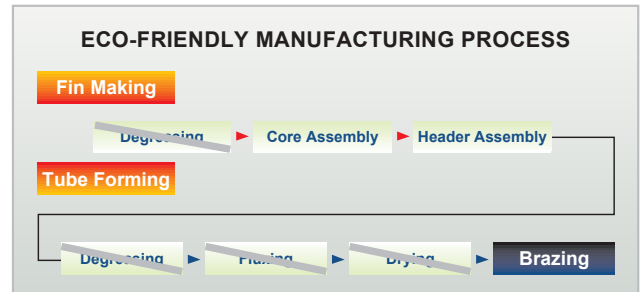 ECO-FRIENDLY MANUFACTURING PROCESS
Fin Making
Degreasing Core Assembly Header Assembly
Tube Forming
Degreasing Fluxing Drying Brazing